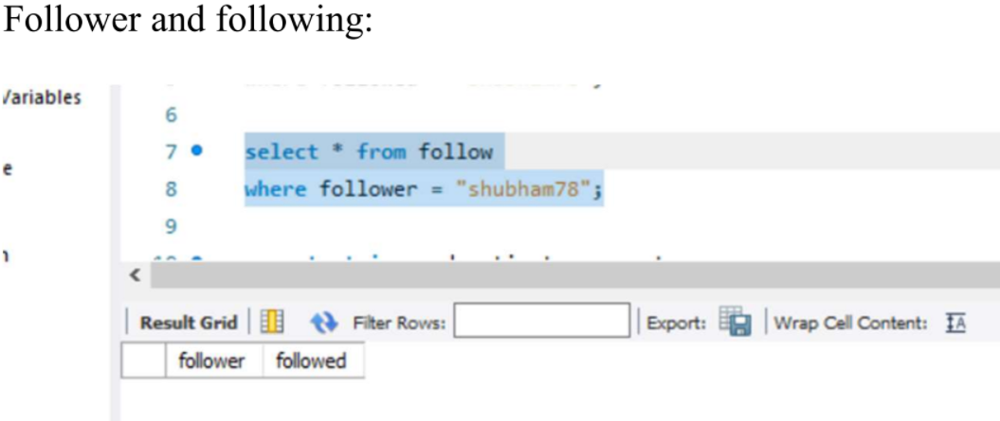 Follower and following:
Variables
6
7 select * from follow
e
8 where follower = "shubham78";
9
Result Grid Filter Rows: Export: Wrap Cell Content: IA
follower followed